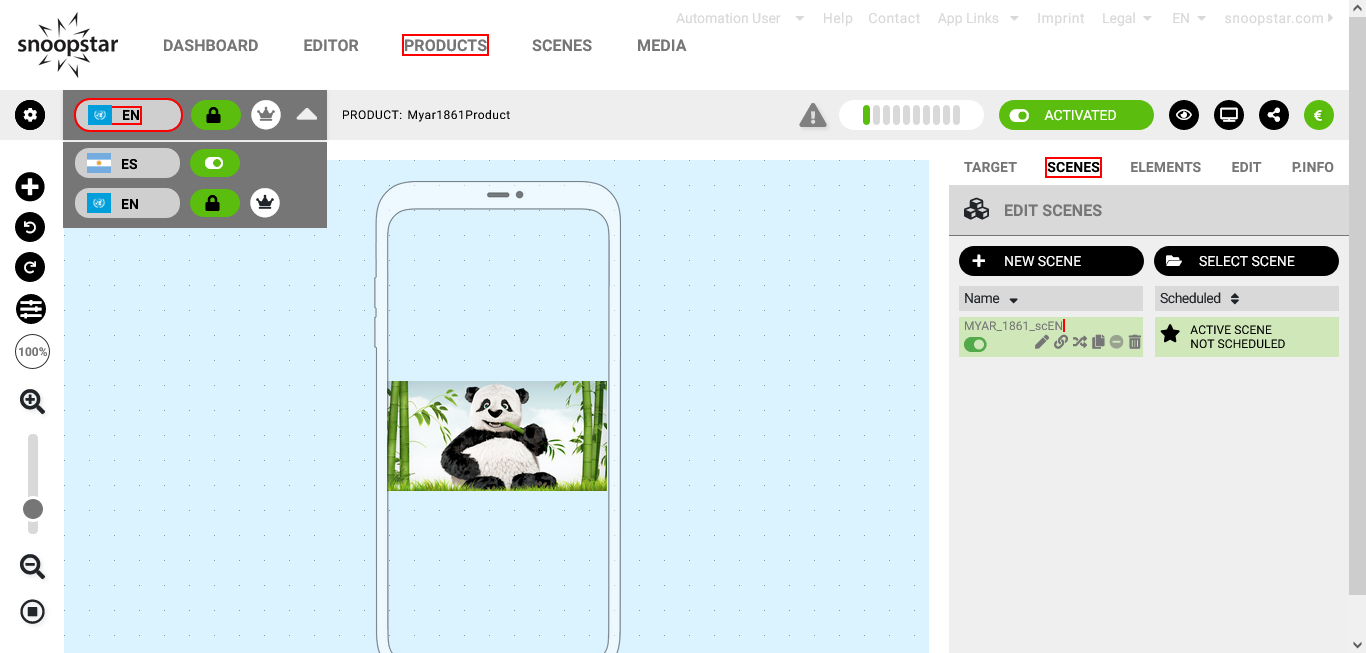 Automation User Help Contact App Links Imprint Legal EN snoopstar.com
snoopstar DASHBOARD EDITOR PRODUCTS SCENES MEDIA
EN PRODUCT: Myar1861Product ACTIVATED €
ES
EN
TARGET SCENES ELEMENTS EDIT P.INFO
EDIT SCENES
NEW SCENE SELECT SCENE
Name Scheduled
MYAR_1861_scEN
ACTIVE SCENE
NOT SCHEDULED
100%